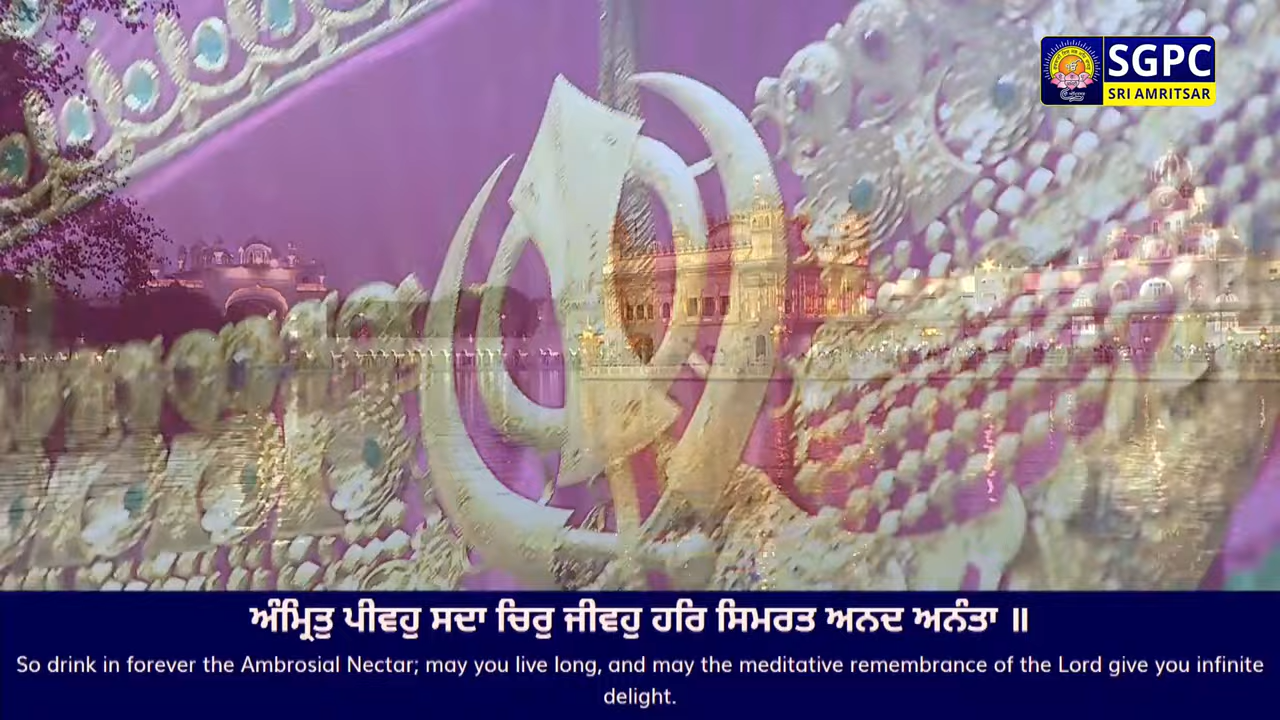 SGPC
SRI AMRITSAR
ਅੰਮ੍ਰਿਤੁ ਪੀਵਹੁ ਸਦਾ ਚਿਰੁ ਜੀਵਹੁ ਹਰਿ ਸਿਮਰਤ ਅਨਦ ਅਨੰਤਾ ॥
So drink in forever the Ambrosial Nectar; may you live long, and may the meditative remembrance of the Lord give you infinite
delight.